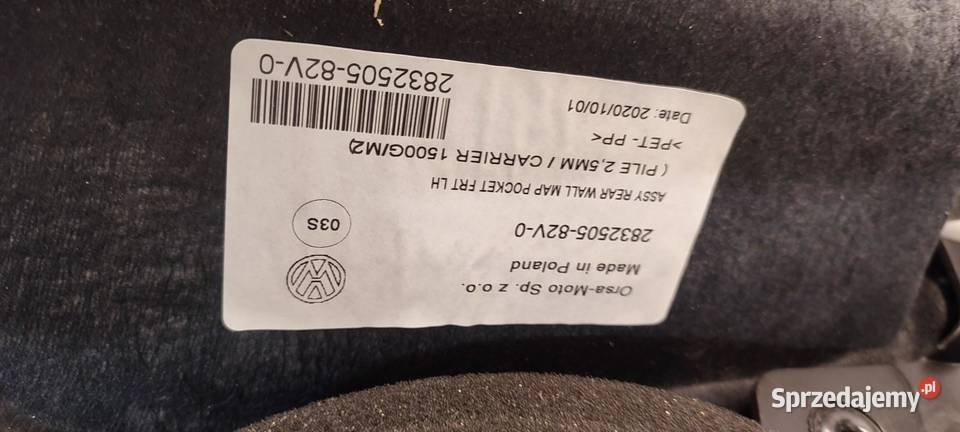 Orsa-Moto Sp. z o.o.
Made in Poland
2832505-82V-0
03S
ASSY REAR WALL MAP POCKET FRT LH
( PILE 2,5MM / CARRIER 1500G/M2)
>PET- PP<
Date: 2020/10/01
2832505-82V-0
Sprzedajemy.pl